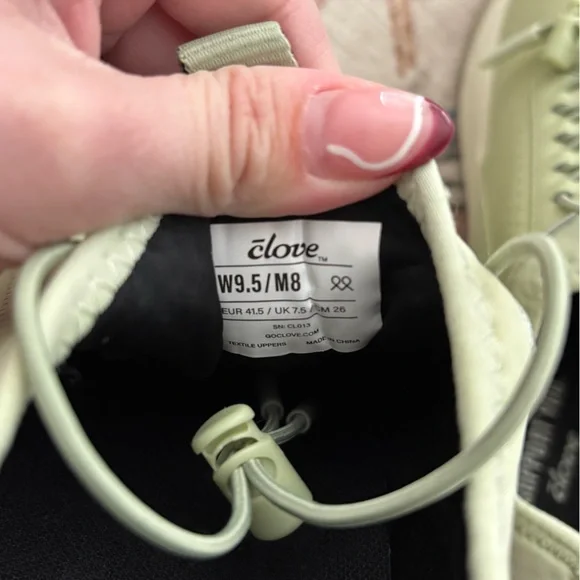 clove™
W9.5/M8
EUR 41.5 / UK 7.5 / CM 26
SN: CL013
GOCLOVE.COM
TEXTILE UPPERS MADE IN CHINA
clove